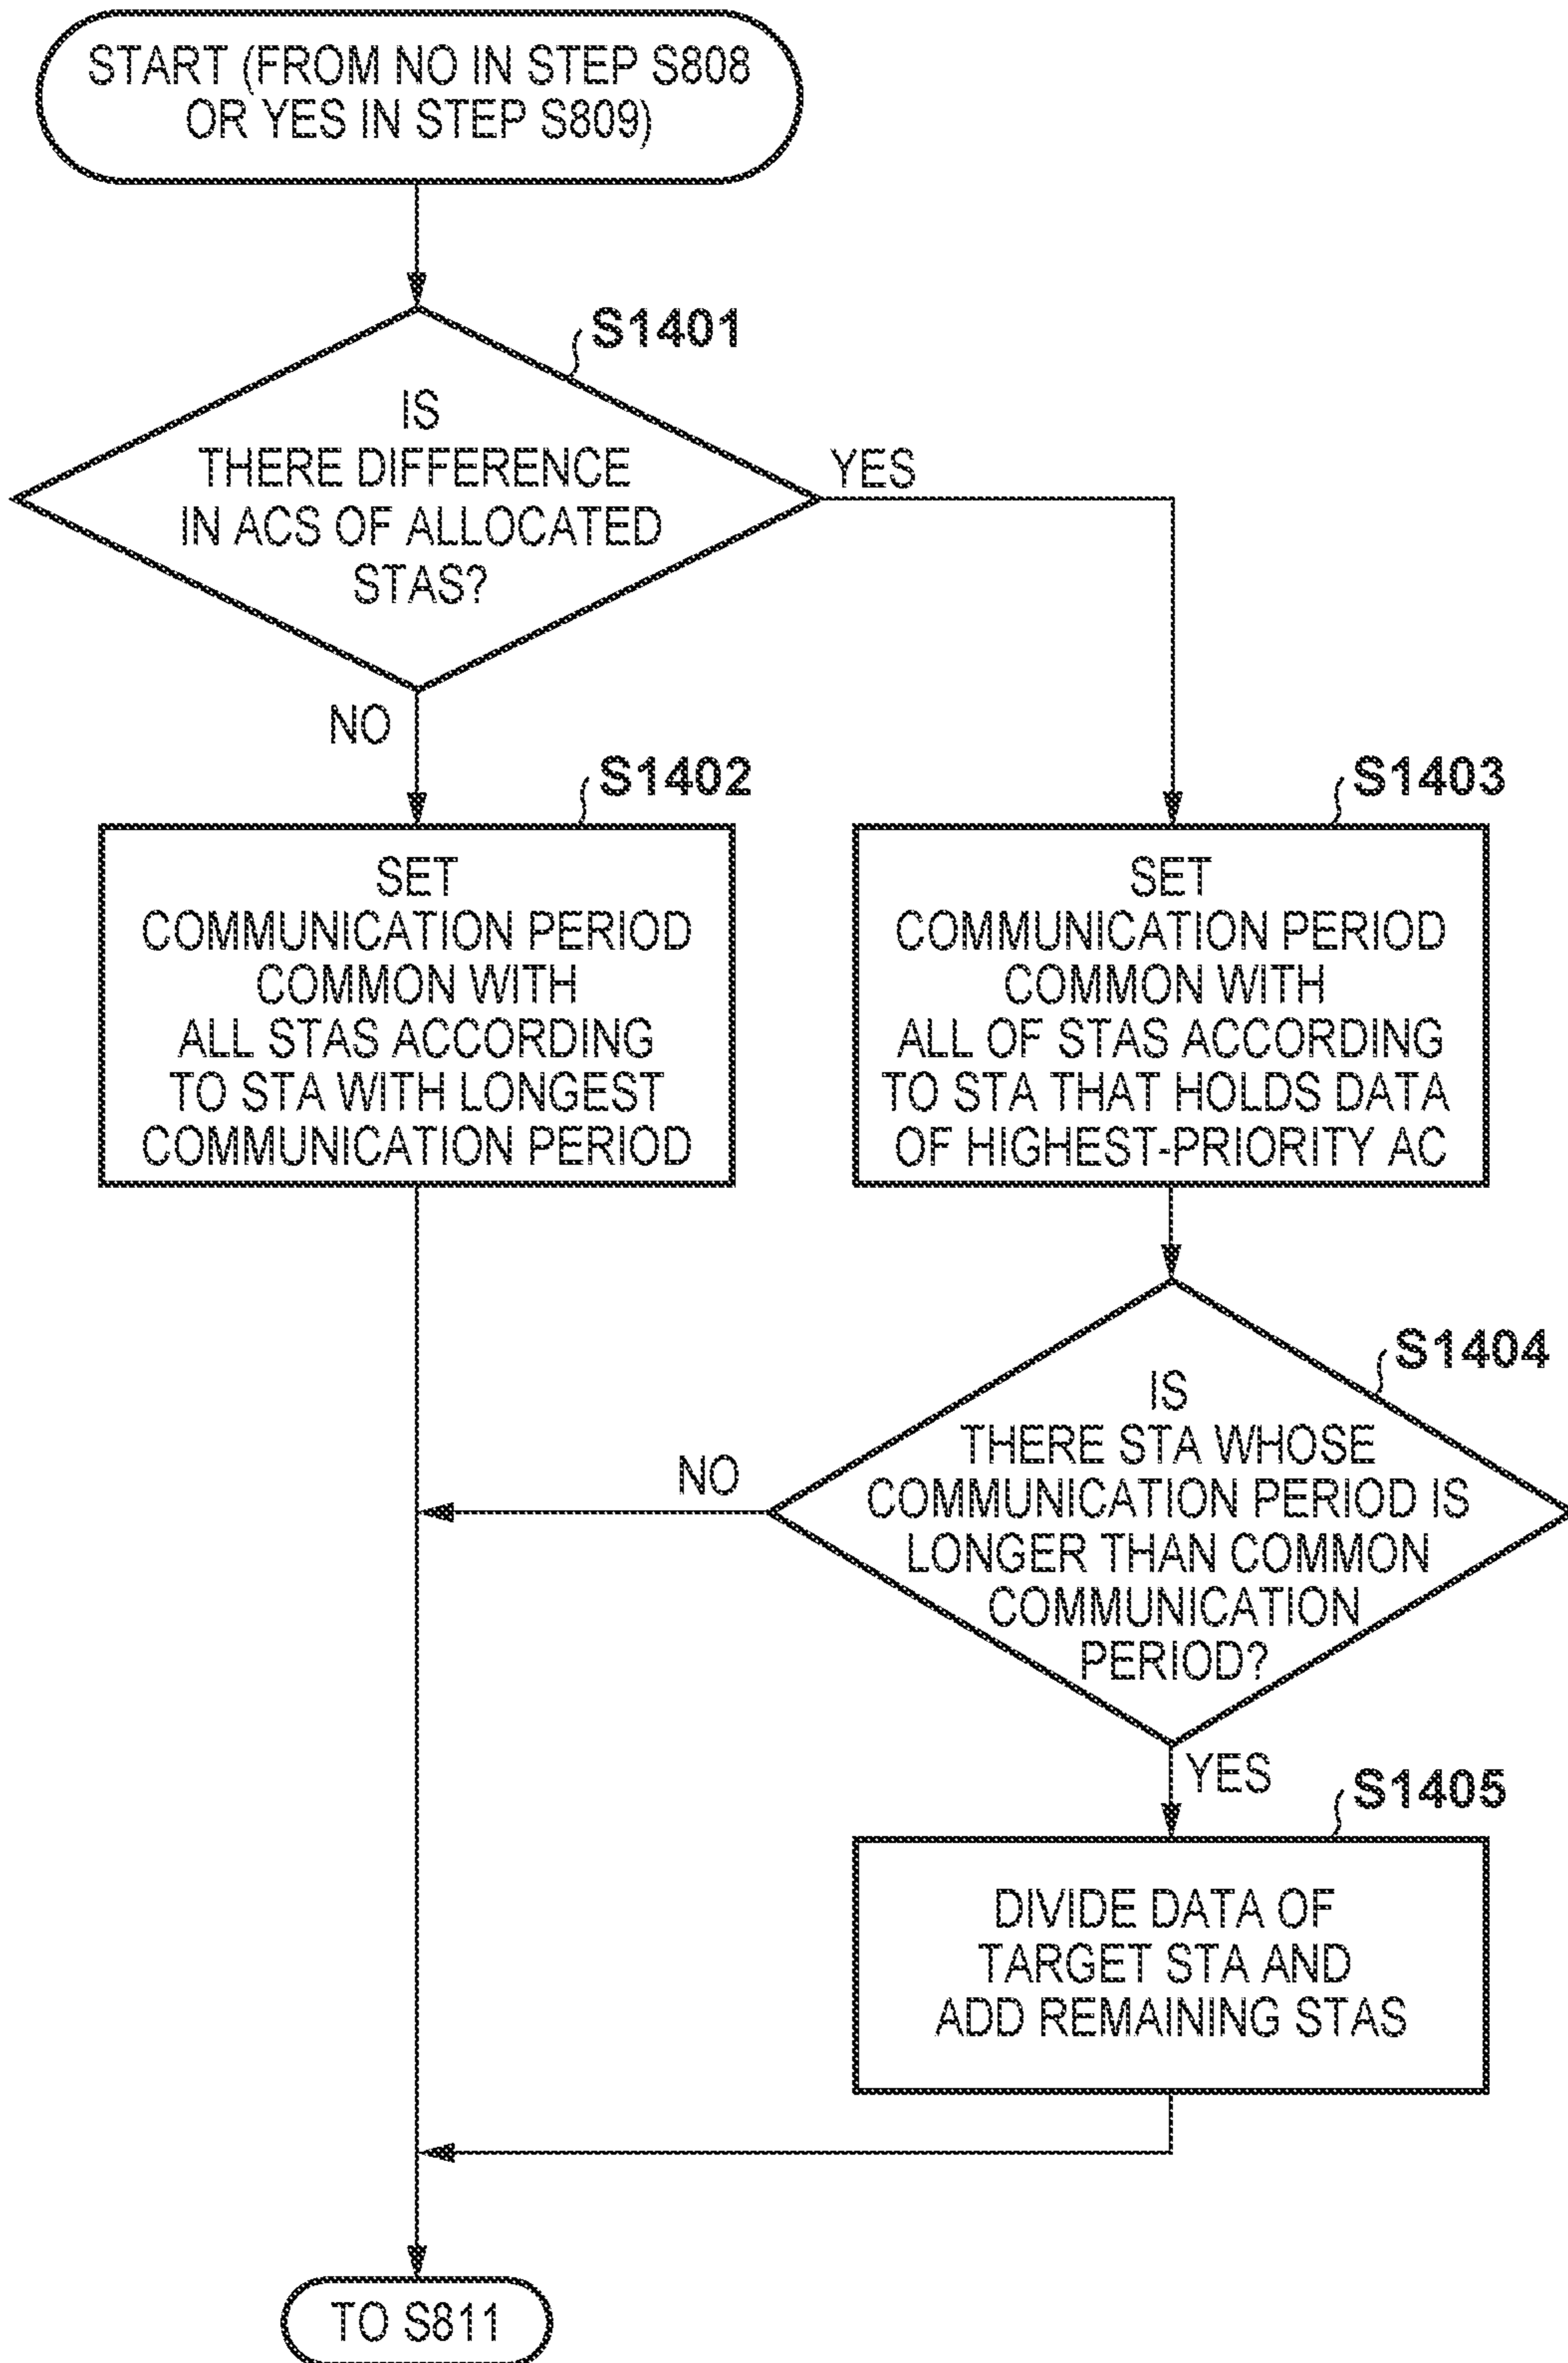 START (FROM NO IN STEP S808
OR YES IN STEP S809)
S1401
IS
THERE DIFFERENCE
IN ACS OF ALLOCATED
STAS?
YES
NO
S1402
SET
COMMUNICATION PERIOD
COMMON WITH
ALL STAS ACCORDING
TO STA WITH LONGEST
COMMUNICATION PERIOD
S1403
SET
COMMUNICATION PERIOD
COMMON WITH
ALL OF STAS ACCORDING
TO STA THAT HOLDS DATA
OF HIGHEST-PRIORITY AC
S1404
IS
THERE STA WHOSE
COMMUNICATION PERIOD IS
LONGER THAN COMMON
COMMUNICATION
PERIOD?
NO
YES
S1405
DIVIDE DATA OF
TARGET STA AND
ADD REMAINING STAS
TO S811